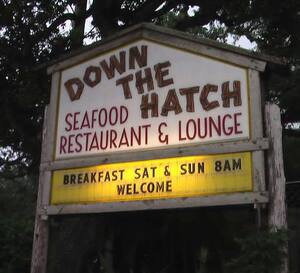 DOWN
THE
HATCH
SEAFOOD
RESTAURANT & LOUNGE
BREAKFAST SAT & SUN 8AM
WELCOME